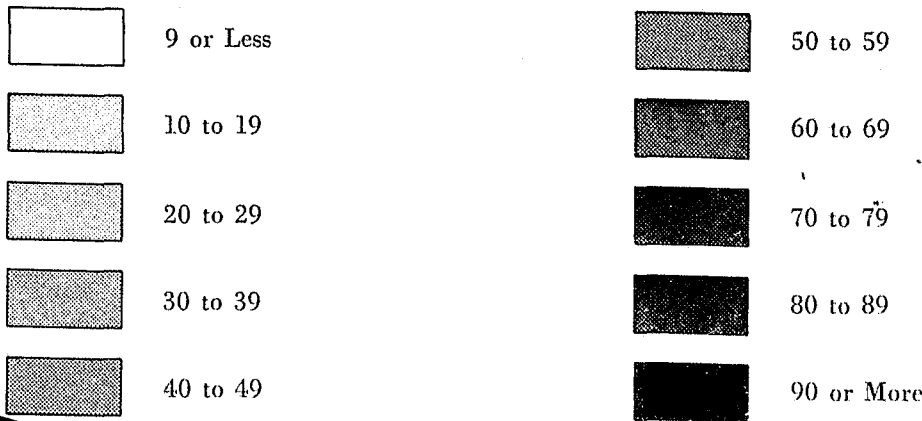 9 or Less
10 to 19
20 to 29
30 to 39
40 to 49
50 to 59
60 to 69
70 to 79
80 to 89
90 or More